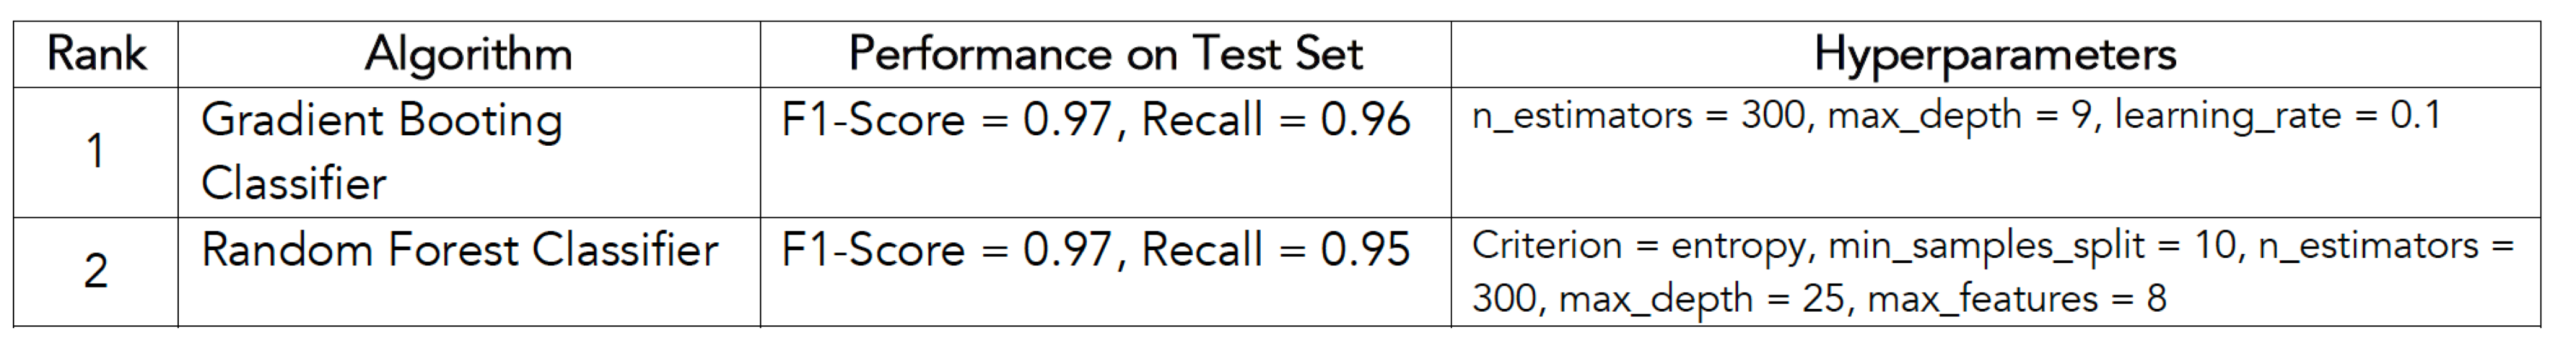 Rank Algorithm Performance on Test Set Hyperparameters
1
Gradient Booting
Classifier
F1-Score = 0.97, Recall = 0.96
n_estimators = 300, max_depth = 9, learning_rate = 0.1
2
Random Forest Classifier
F1-Score = 0.97, Recall = 0.95
Criterion = entropy, min_samples_split = 10, n_estimators =
300, max_depth = 25, max_features = 8